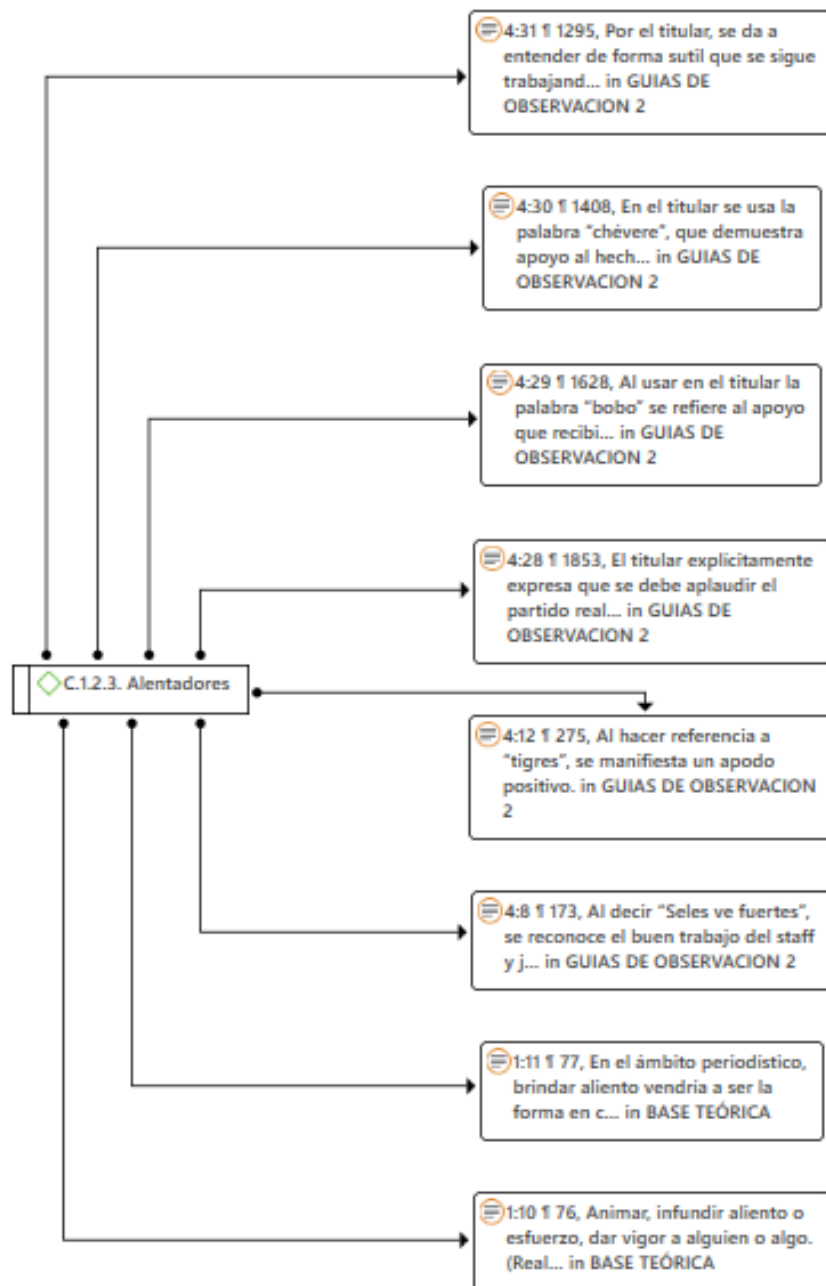 4:31 ¶ 1295, Por el titular, se da a
entender de forma sutil que se sigue
trabajand... in GUIAS DE
OBSERVACION 2
4:30 ¶ 1408, En el titular se usa la
palabra “chévere”, que demuestra
apoyo al hech... in GUIAS DE
OBSERVACION 2
4:29 ¶ 1628, Al usar en el titular la
palabra “bobo” se refiere al apoyo
que recibi... in GUIAS DE
OBSERVACION 2
4:28 ¶ 1853, El titular explicitamente
expresa que se debe aplaudir el
partido real... in GUIAS DE
OBSERVACION 2
C.1.2.3. Alentadores
4:12 ¶ 275, Al hacer referencia a
“tigres”, se manifiesta un apodo
positivo. in GUIAS DE OBSERVACION
2
4:8 ¶ 173, Al decir “Seles ve fuertes”,
se reconoce el buen trabajo del staff
y j... in GUIAS DE OBSERVACION 2
1:11 ¶ 77, En el ámbito periodístico,
brindar aliento vendría a ser la
forma en c... in BASE TEÓRICA
1:10 ¶ 76, Animar, infundir aliento o
esfuerzo, dar vigor a alguien o algo.
(Real... in BASE TEÓRICA